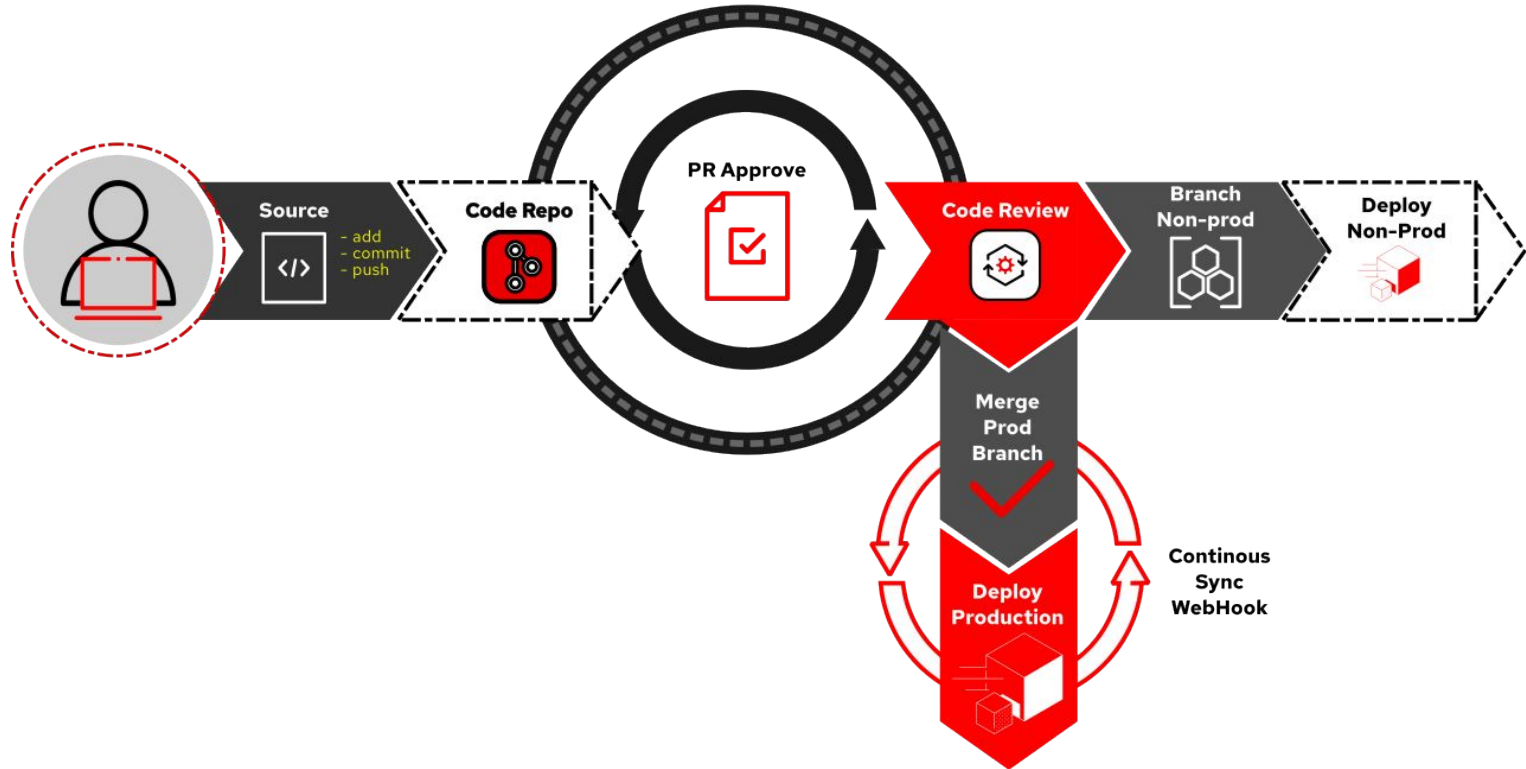 Source
- add
- commit
- push
</>
Code Repo
PR Approve
Code Review
Branch
Non-prod
Deploy
Non-Prod
Merge
Prod
Branch
Deploy
Production
Continous
Sync
WebHook